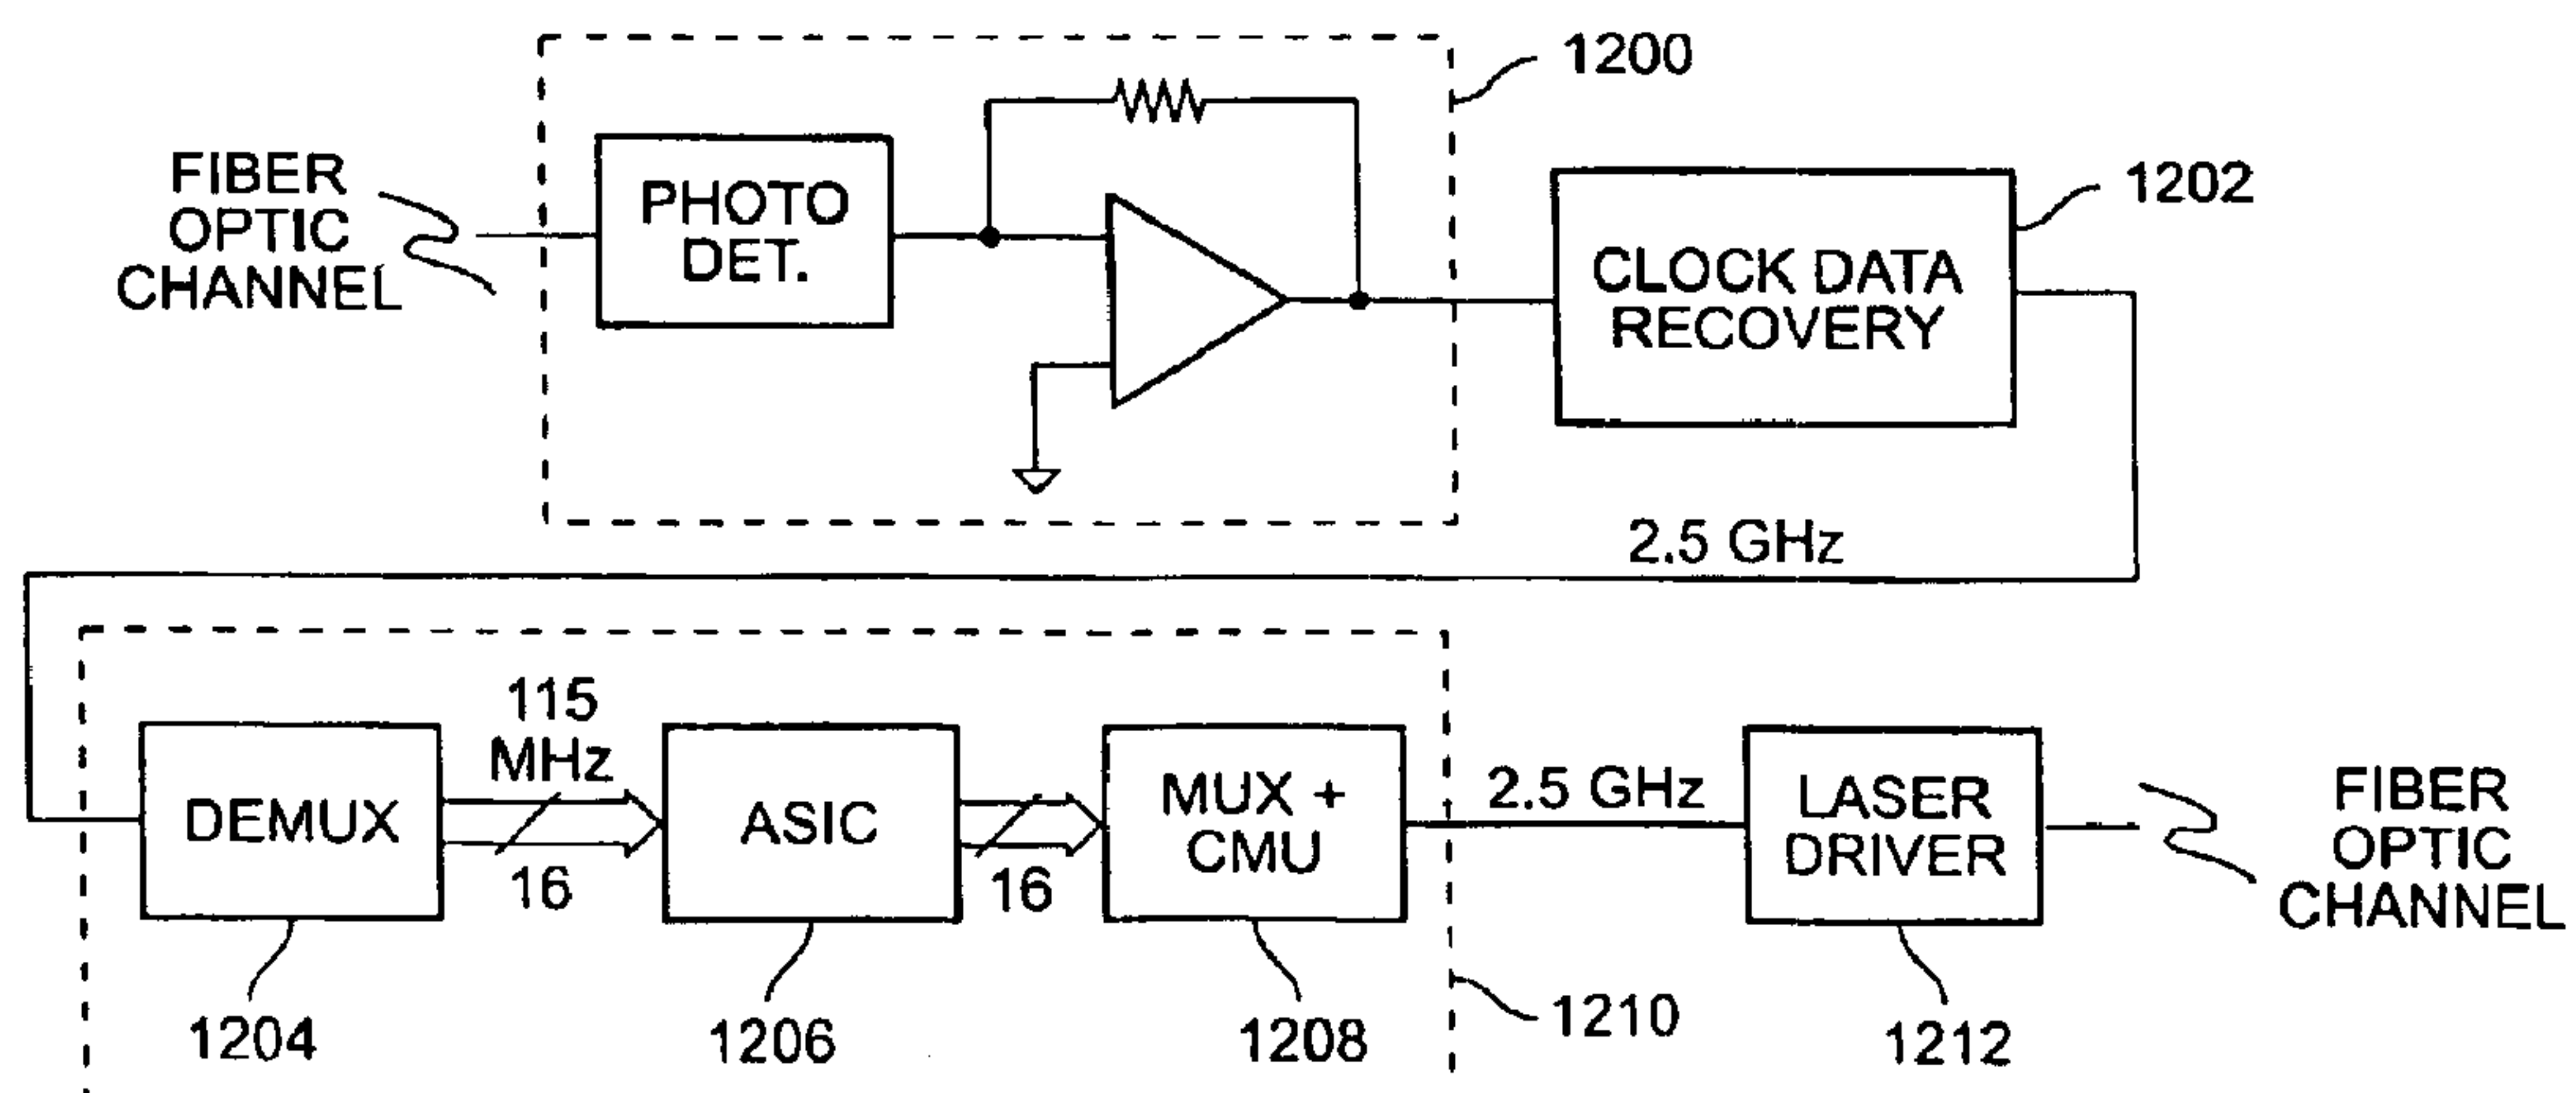 FIBER
OPTIC
CHANNEL
PHOTO
DET.
1200
CLOCK DATA
RECOVERY
1202
2.5 GHz
DEMUX
1204
115
MHz
16
ASIC
1206
16
MUX +
CMU
1208
1210
2.5 GHz
LASER
DRIVER
1212
FIBER
OPTIC
CHANNEL